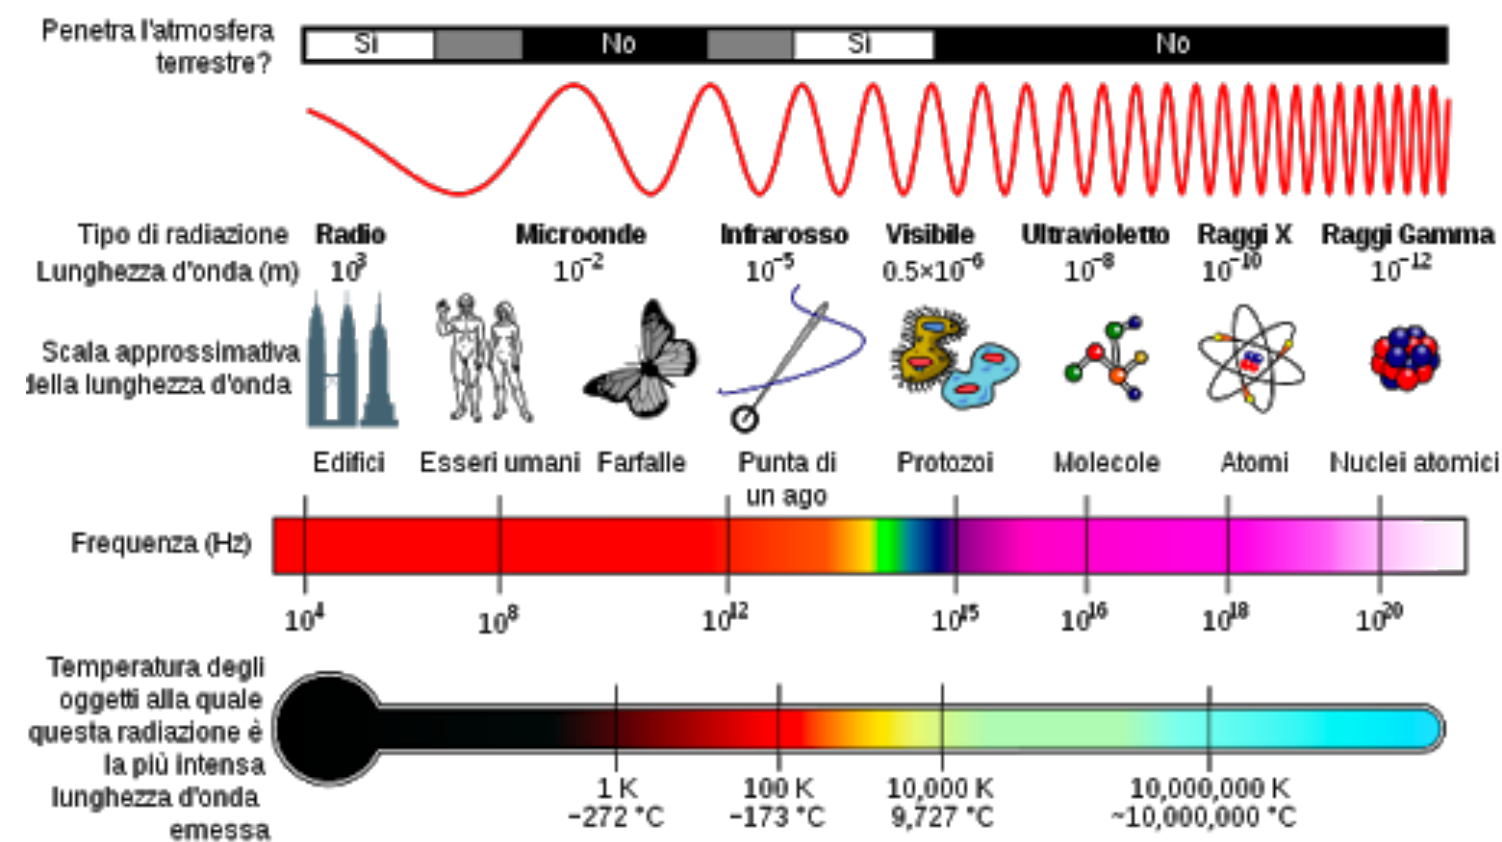 Penetra l'atmosfera
terrestre?
Sì No Sì No
Tipo di radiazione Radio Microonde Infrarosso Visibile Ultravioletto Raggi X Raggi Gamma
Lunghezza d'onda (m) 10³ 10⁻² 10⁻⁵ 0.5×10⁻⁶ 10⁻⁸ 10⁻¹⁰ 10⁻¹²
Scala approssimativa
della lunghezza d'onda
Edifici Esseri umani Farfalle Punta di Protozoi Molecole Atomi Nuclei atomici
un ago
Frequenza (Hz)
10⁴ 10⁸ 10¹² 10¹⁵ 10¹⁶ 10¹⁸ 10²⁰
Temperatura degli
oggetti alla quale
questa radiazione è
la più intensa
lunghezza d'onda
emessa
1 K 100 K 10,000 K 10,000,000 K
−272 °C −173 °C 9,727 °C ~10,000,000 °C